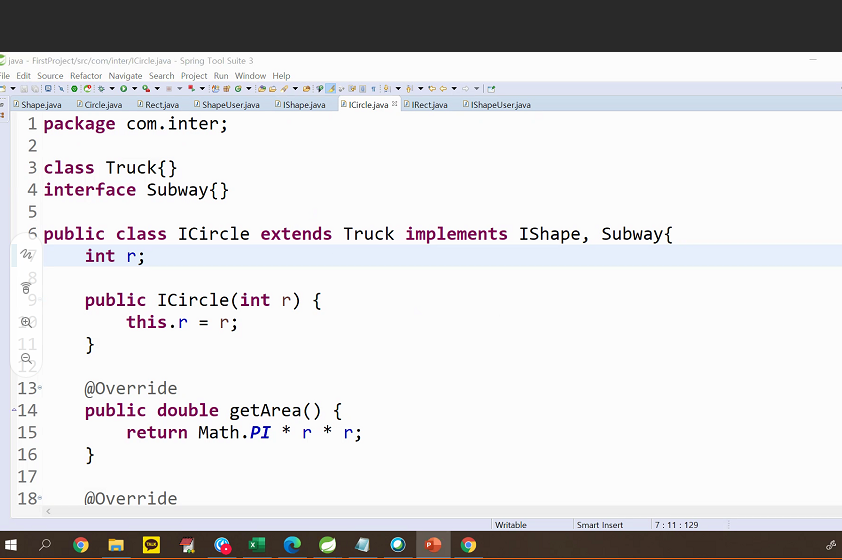 java - FirstProject/src/com/inter/ICircle.java - Spring Tool Suite 3
File Edit Source Refactor Navigate Search Project Run Window Help
Shape.java Circle.java Rect.java ShapeUser.java IShape.java ICircle.java IRect.java IShapeUser.java
1 package com.inter;
2
3 class Truck{}
4 interface Subway{}
5
6 public class ICircle extends Truck implements IShape, Subway{
7 int r;
8
9 public ICircle(int r) {
10 this.r = r;
11 }
12
13 @Override
14 public double getArea() {
15 return Math.PI * r * r;
16 }
17
18 @Override
Writable Smart Insert 7 : 11 : 129
TALK